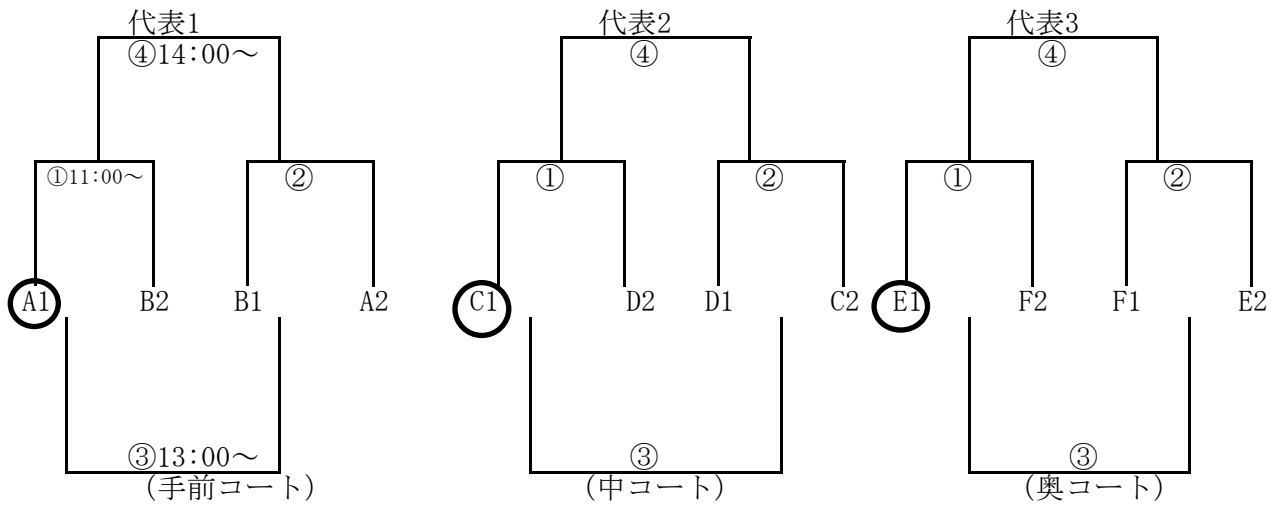 代表1 代表2 代表3
④14:00～ ④ ④
①11:00～ ② ① ② ① ②
A1 B2 B1 A2 C1 D2 D1 C2 E1 F2 F1 E2
③13:00～ ③ ③
(手前コート) (中コート) (奥コート)